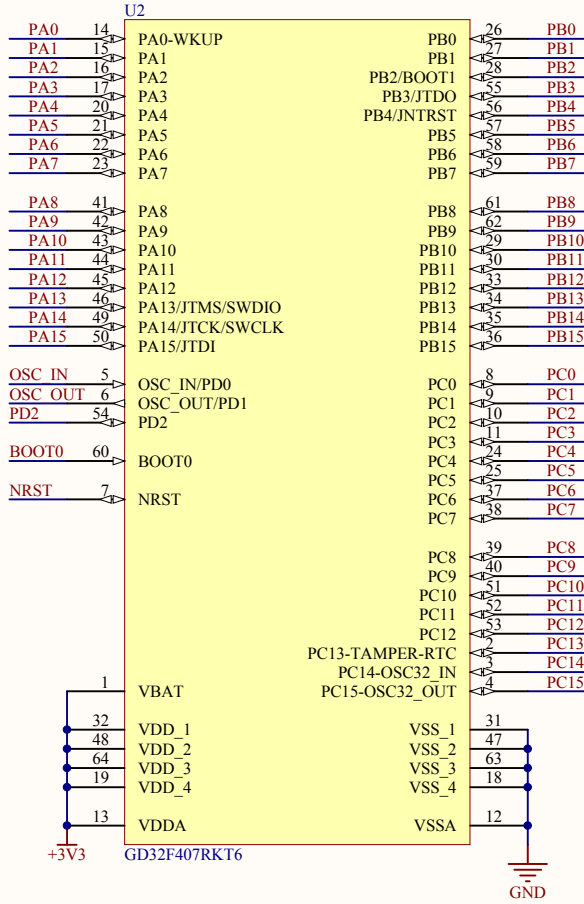 U2
PA0 14 PA0-WKUP PB0 26 PB0
PA1 15 PA1 PB1 27 PB1
PA2 16 PA2 PB2/BOOT1 28 PB2
PA3 17 PA3 PB3/JTDO 55 PB3
PA4 20 PA4 PB4/JNTRST 56 PB4
PA5 21 PA5 PB5 57 PB5
PA6 22 PA6 PB6 58 PB6
PA7 23 PA7 PB7 59 PB7
PA8 41 PA8 PB8 61 PB8
PA9 42 PA9 PB9 62 PB9
PA10 43 PA10 PB10 29 PB10
PA11 44 PA11 PB11 30 PB11
PA12 45 PA12 PB12 33 PB12
PA13 46 PA13/JTMS/SWDIO PB13 34 PB13
PA14 49 PA14/JTCK/SWCLK PB14 35 PB14
PA15 50 PA15/JTDI PB15 36 PB15
OSC_IN 5 OSC_IN/PD0 PC0 8 PC0
OSC_OUT 6 OSC_OUT/PD1 PC1 9 PC1
PD2 54 PD2 PC2 10 PC2
PC3 11 PC3
BOOT0 60 BOOT0 PC4 24 PC4
PC5 25 PC5
NRST 7 NRST PC6 37 PC6
PC7 38 PC7
PC8 39 PC8
PC9 40 PC9
PC10 51 PC10
PC11 52 PC11
PC12 53 PC12
PC13-TAMPER-RTC 2 PC13
PC14-OSC32_IN 3 PC14
1 VBAT PC15-OSC32_OUT 4 PC15
32 VDD_1 VSS_1 31
48 VDD_2 VSS_2 47
64 VDD_3 VSS_3 63
19 VDD_4 VSS_4 18
13 VDDA VSSA 12
+3V3 GD32F407RKT6
GND